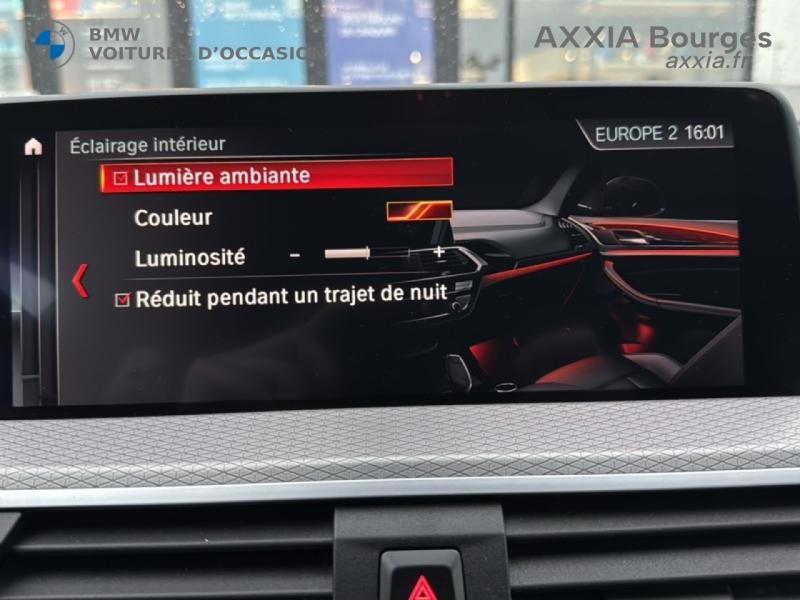 BMW
VOITURES D'OCCASION
AXXIA Bourges
axxia.fr
Éclairage intérieur
EUROPE 2 16:01
Lumière ambiante
Couleur
Luminosité - +
Réduit pendant un trajet de nuit